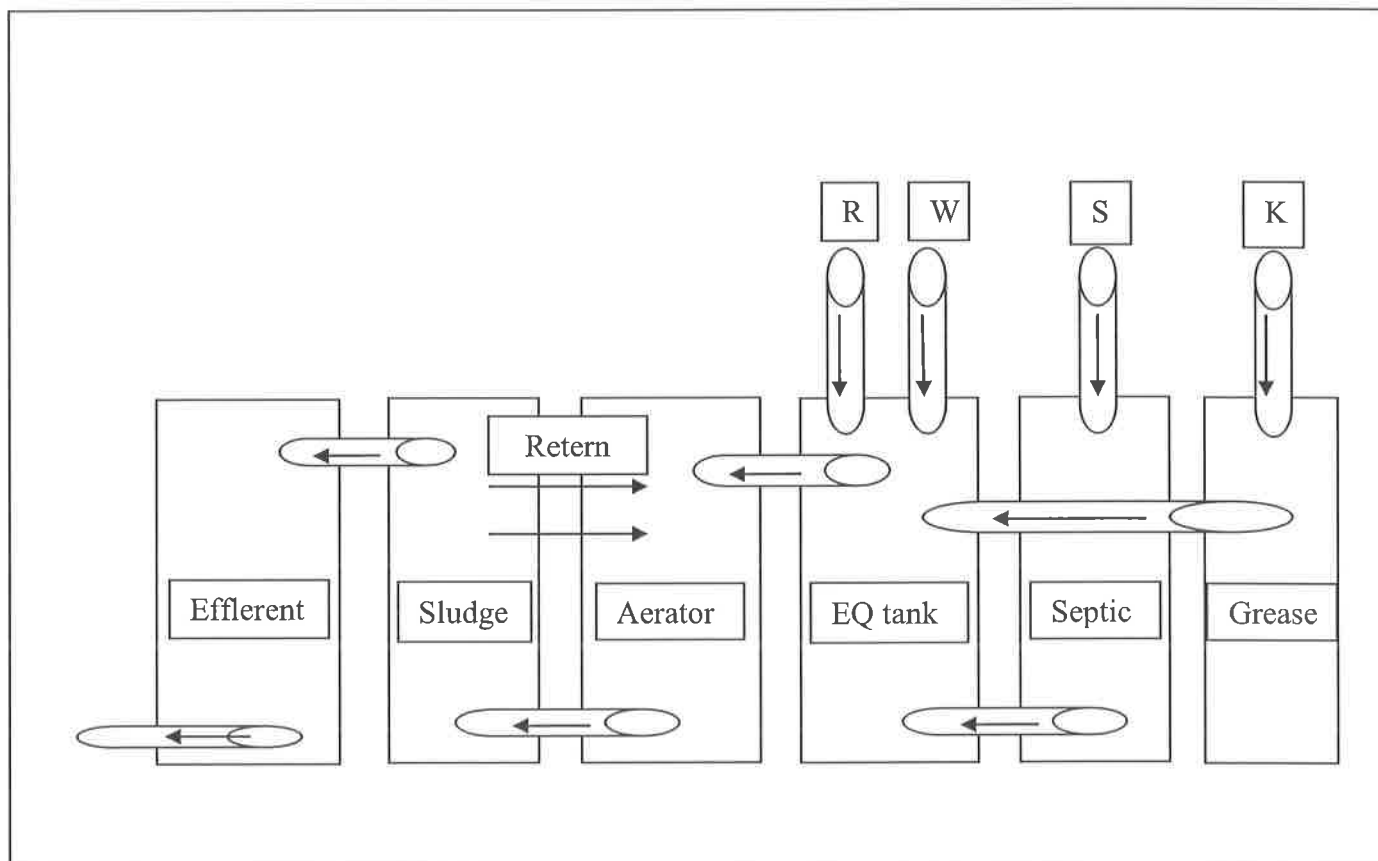 R
W
S
K
Retern
Efflerent
Sludge
Aerator
EQ tank
Septic
Grease